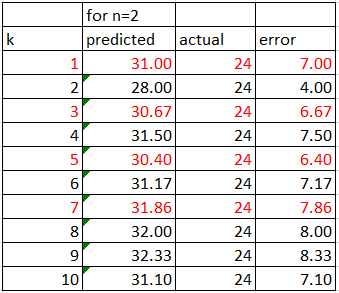 for n=2
k predicted actual error
1 31.00 24 7.00
2 28.00 24 4.00
3 30.67 24 6.67
4 31.50 24 7.50
5 30.40 24 6.40
6 31.17 24 7.17
7 31.86 24 7.86
8 32.00 24 8.00
9 32.33 24 8.33
10 31.10 24 7.10